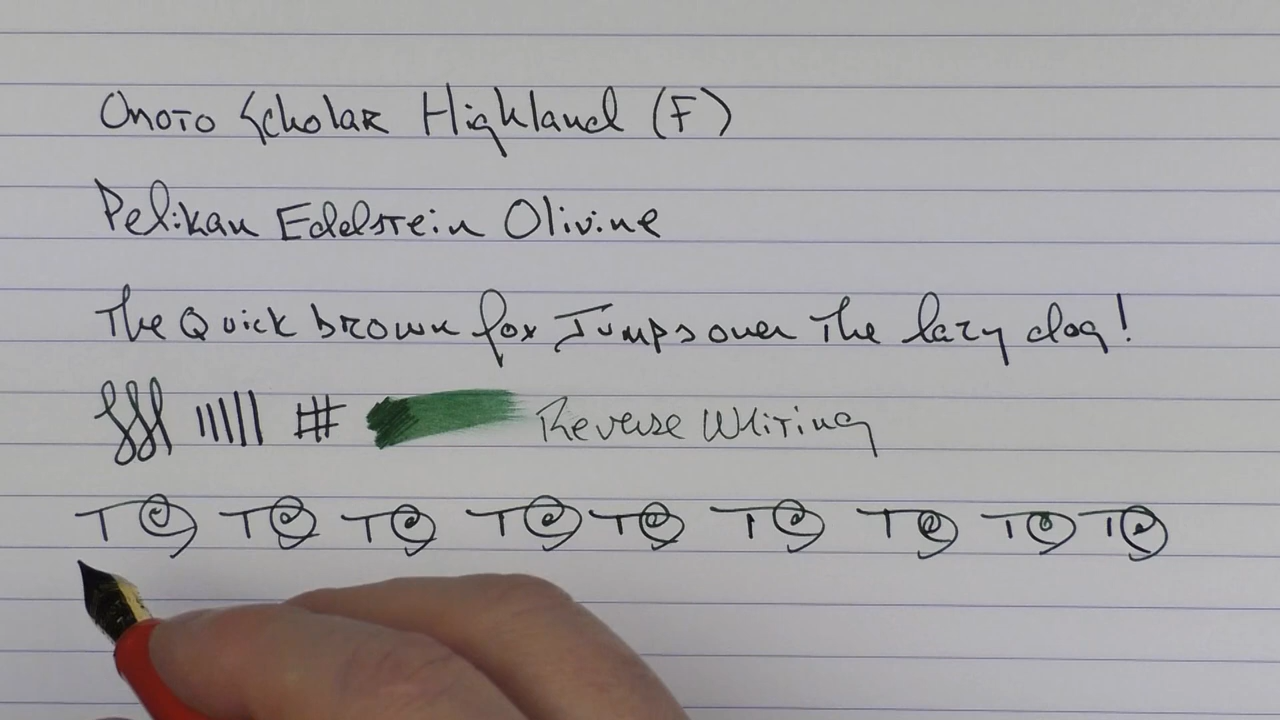 Onoto Scholar Highland (F)
Pelikan Edelstein Olivine
The Quick brown fox Jumps over The lazy dog!
Reverse Writing